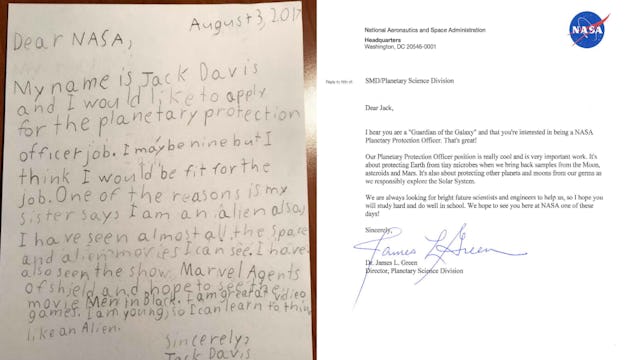 August 3, 2017
Dear NASA,
My name is Jack Davis
and I would like to apply
for the planetary protection
officer job. I may be nine but I
think I would be fit for the
job. One of the reasons is my
sister says I am an alien also,
I have seen almost all the space
and alien movies I can see. I have
also seen the show Marvel Agents
of Shield and hope to see the
movie Men in Black. I am great at video
games. I am young, so I can learn to think
like an Alien.
Sincerely,
Jack Davis
National Aeronautics and Space Administration
Headquarters
Washington, DC 20546-0001
NASA
Reply to Attn of:
SMD/Planetary Science Division
Dear Jack,
I hear you are a "Guardian of the Galaxy" and that you're interested in being a NASA
Planetary Protection Officer. That's great!
Our Planetary Protection Officer position is really cool and is very important work. It's
about protecting Earth from tiny microbes when we bring back samples from the Moon,
asteroids and Mars. It's also about protecting other planets and moons from our germs as
we responsibly explore the Solar System.
We are always looking for bright future scientists and engineers to help us, so I hope you
will study hard and do well in school. We hope to see you here at NASA one of these
days!
Sincerely,
James L Green
Dr. James L. Green
Director, Planetary Science Division